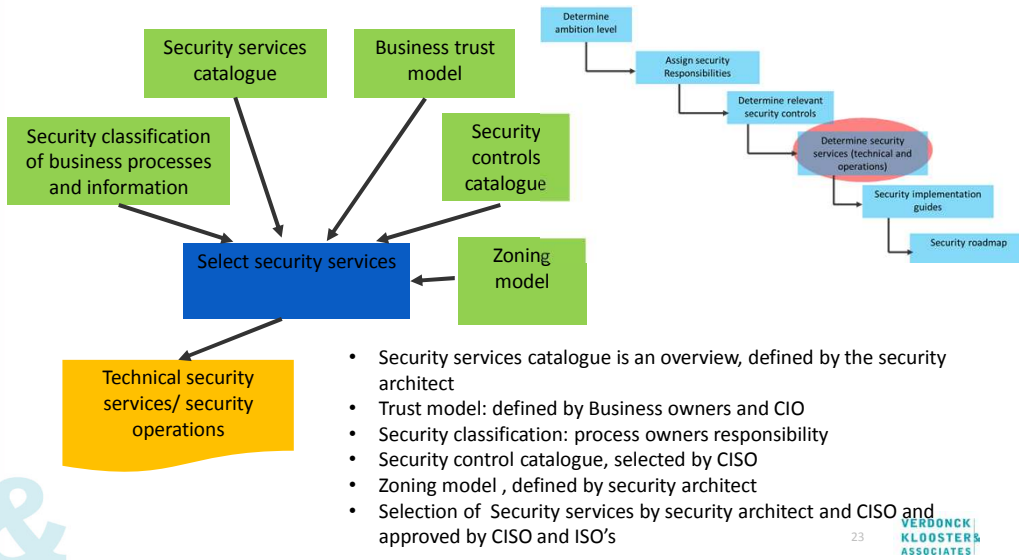 Security services
catalogue
Business trust
model
Security classification
of business processes
and information
Security
controls
catalogue
Select security services
Zoning
model
Technical security
services/ security
operations
Determine
ambition level
Assign security
Responsibilities
Determine relevant
security controls
Determine security
services (technical and
operations)
Security implementation
guides
Security roadmap
• Security services catalogue is an overview, defined by the security
architect
• Trust model: defined by Business owners and CIO
• Security classification: process owners responsibility
• Security control catalogue, selected by CISO
• Zoning model , defined by security architect
• Selection of Security services by security architect and CISO and
approved by CISO and ISO's
&
23
VERDONCK
KLOOSTER&
ASSOCIATES